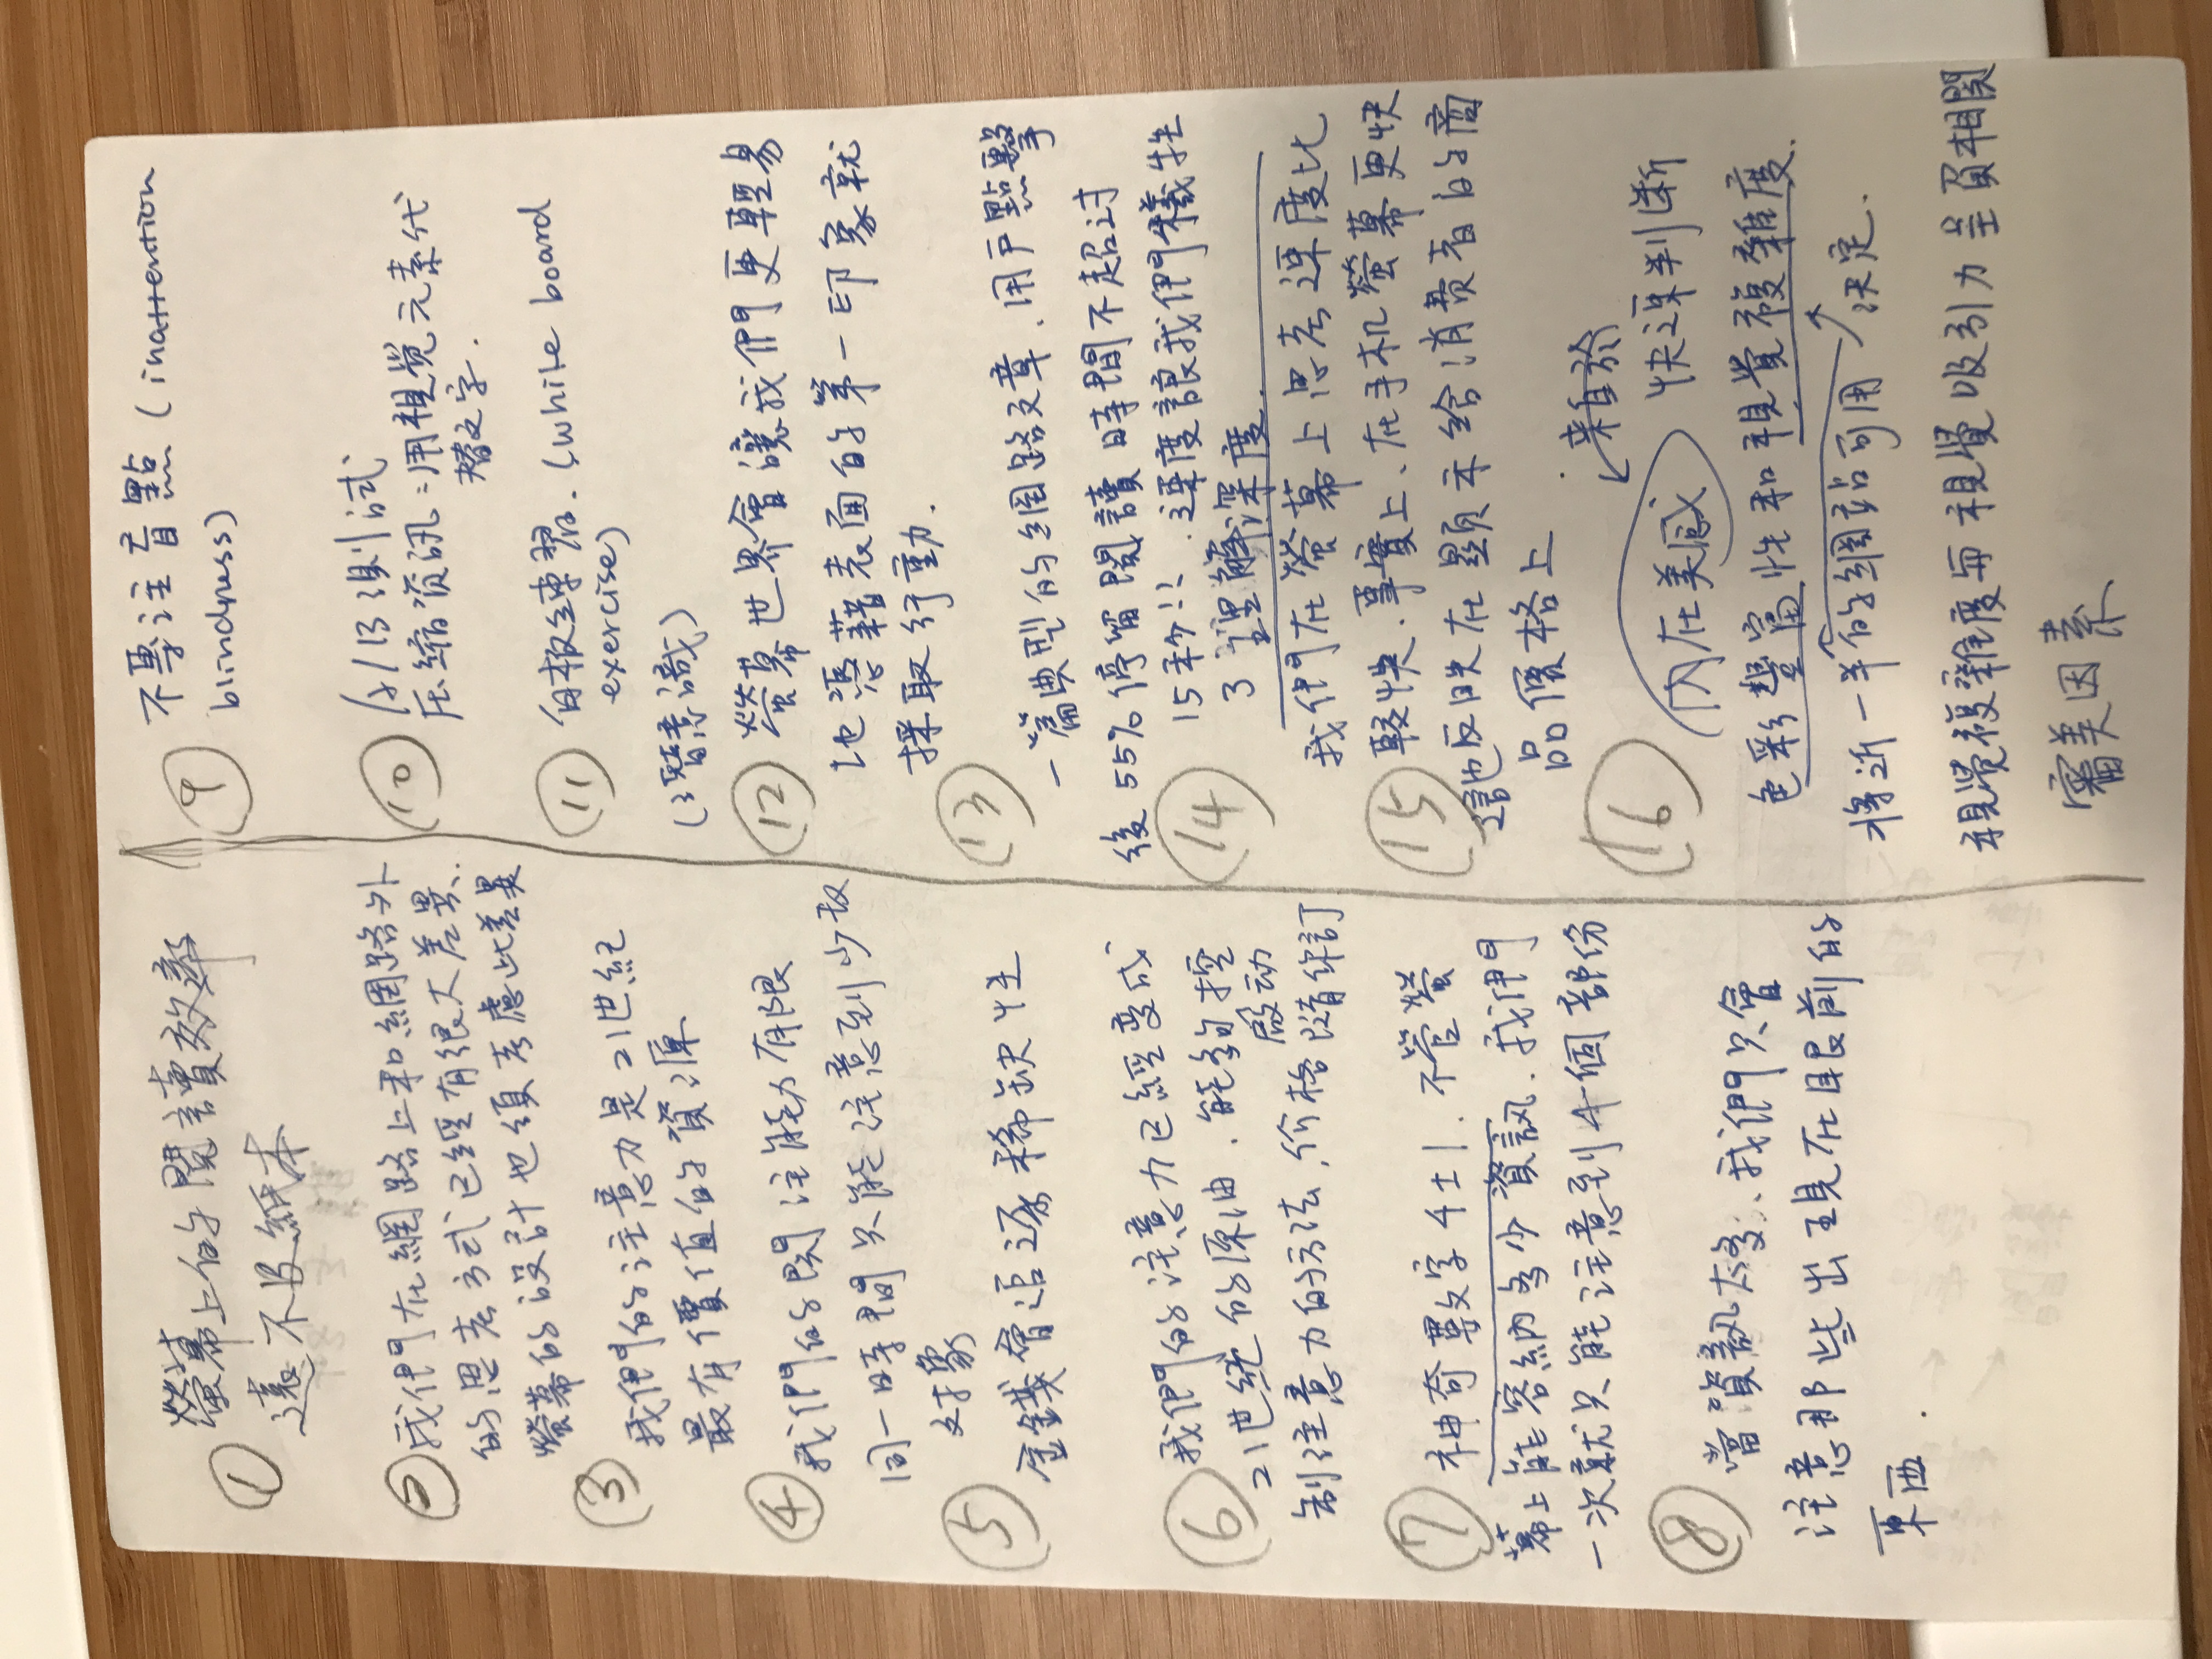 ① 螢幕上的閱讀效率
遠不及紙本
② 我們在網路上和網路外
的思考方式已經有很大差異.
螢幕的設計也須考慮此差異
③ 我們的注意力是21世紀
最有價值的資源
④ 我們的関注能力有限
同一時間只能注意到少数
对象
⑤ 金錢會追逐稀缺性
⑥ 我們的注意力已經变成
21世紀的原油、能夠控
制注意力的方法、价格隨你訂
啟动
⑦ 神奇數字4±1、不管螢
幕上能容納多少資訊、我們
一次就只能注意到4個部份
⑧ 當資訊太多、我們只會
注意那些出現在眼前的
東西.
⑨ 不專注盲點(inattention
blindness)
⑩ A/B測試
压缩资訊:用視覚元素代
替文字.
⑪ 白板練習.(white board
exercise)
(潛意識)
⑫ 螢幕世界會讓我們更輕易
地憑藉表面的第一印象就
採取行動.
⑬ 一篇典型的網路文章、用戶點擊
後55%停留閱讀時間不超过
⑭ 15秒!!、速度讓我們犧牲
了理解深度.
我們在螢幕上思考速度比
⑮ 較快、事實上、在手机螢幕更快
這也反映在顯示給消費者的商
品價格上
⑯ 內在美感 來自於
快速判斷
色彩豐富性和視覺複雜度.
將近一半的網站可用 決定.
視覺複雜度與視覺吸引力呈負相関
審美因素